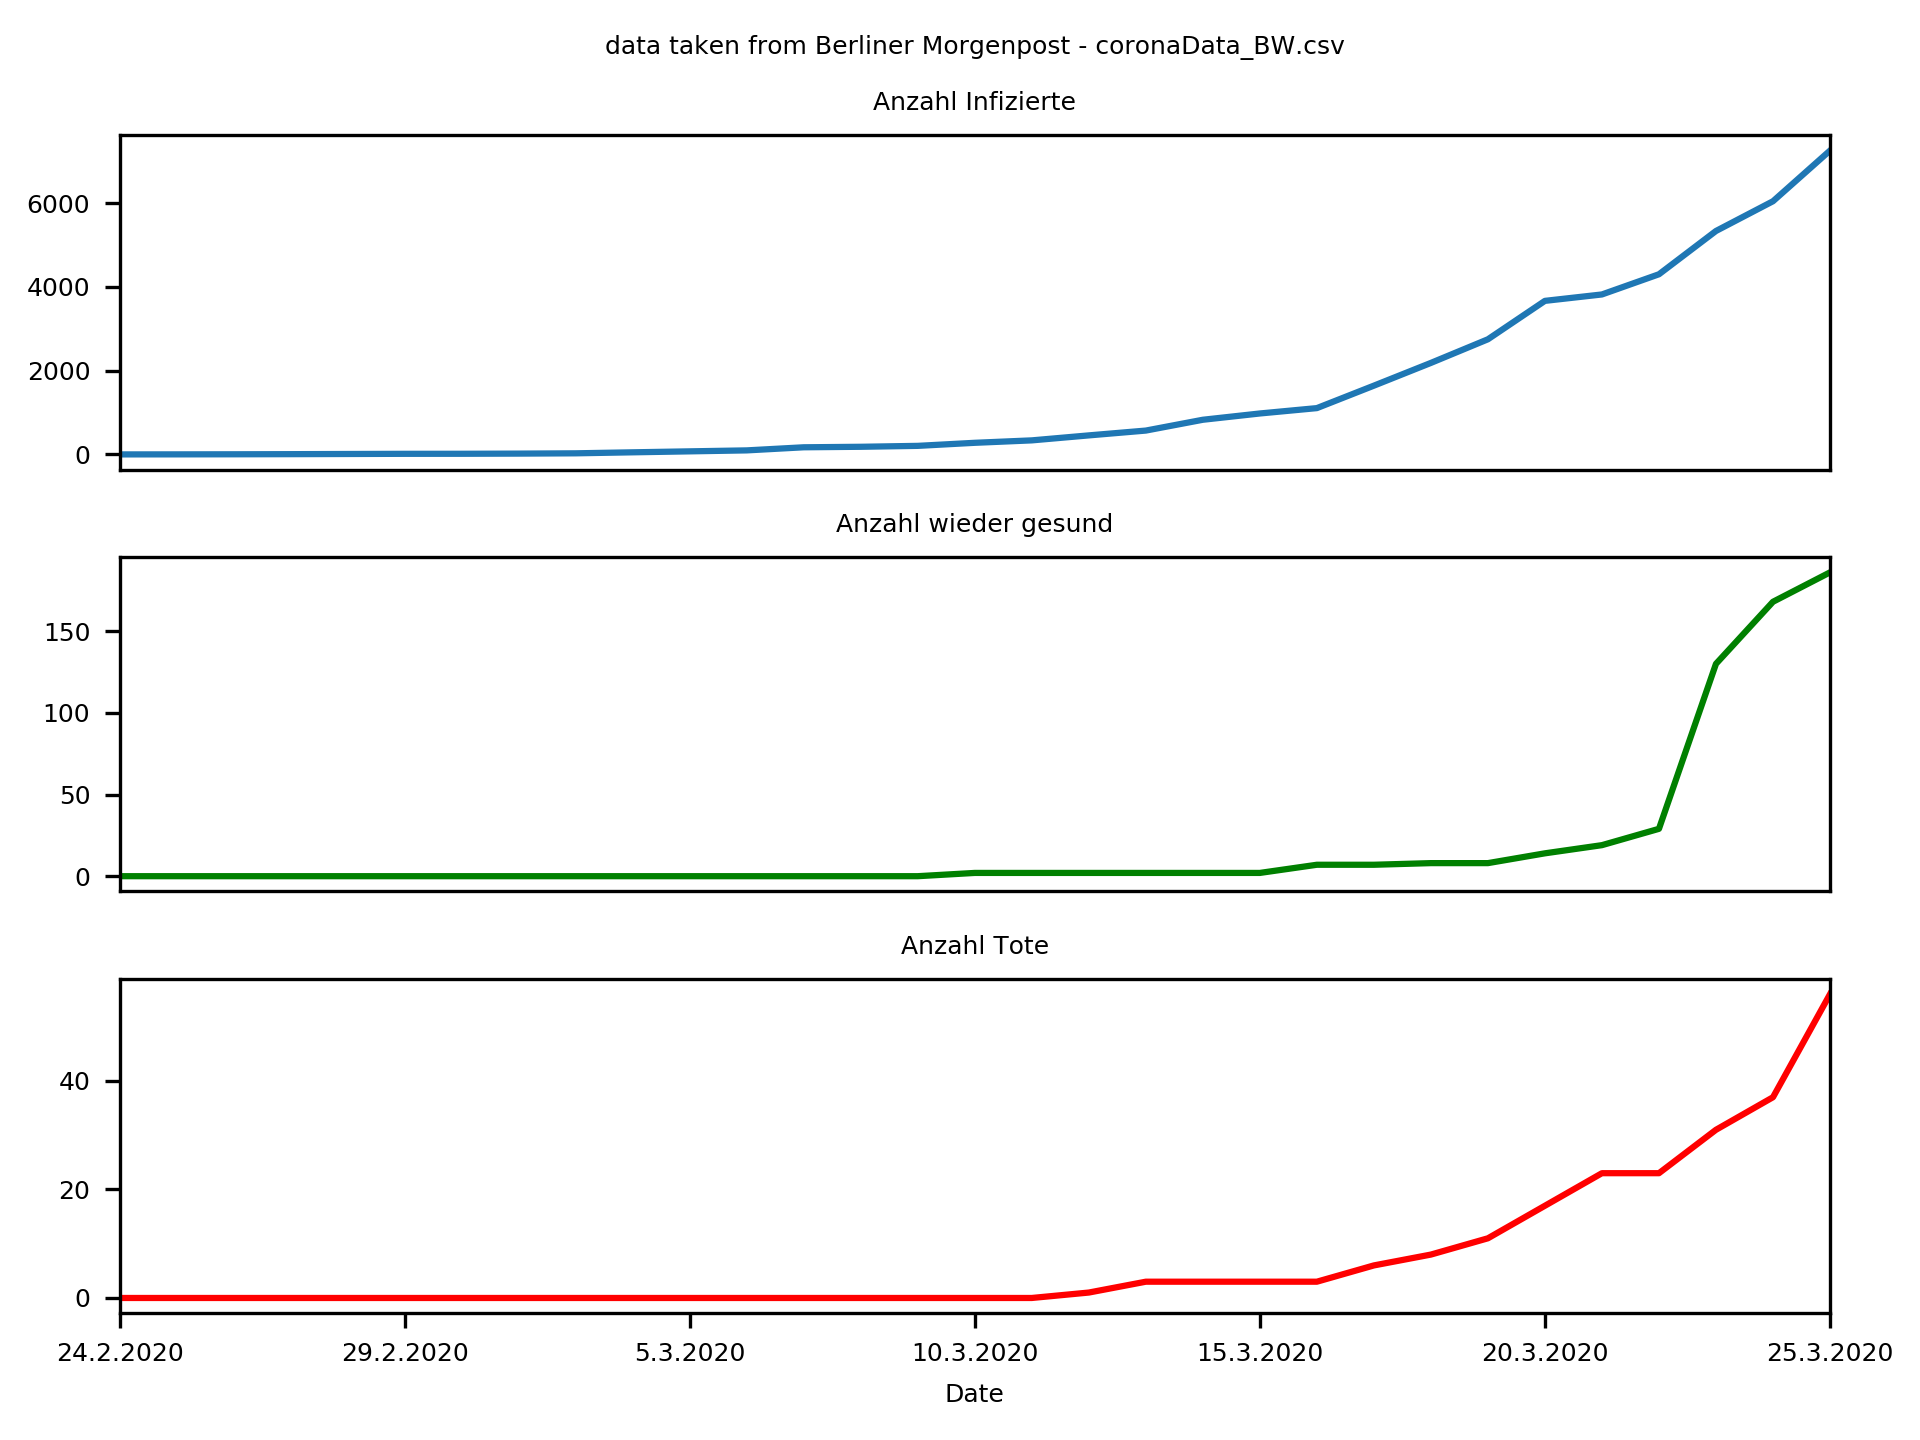 data taken from Berliner Morgenpost - coronaData_BW.csv
Anzahl Infizierte
6000
4000
2000
0
Anzahl wieder gesund
150
100
50
0
Anzahl Tote
40
20
0
24.2.2020 29.2.2020 5.3.2020 10.3.2020 15.3.2020 20.3.2020 25.3.2020
Date